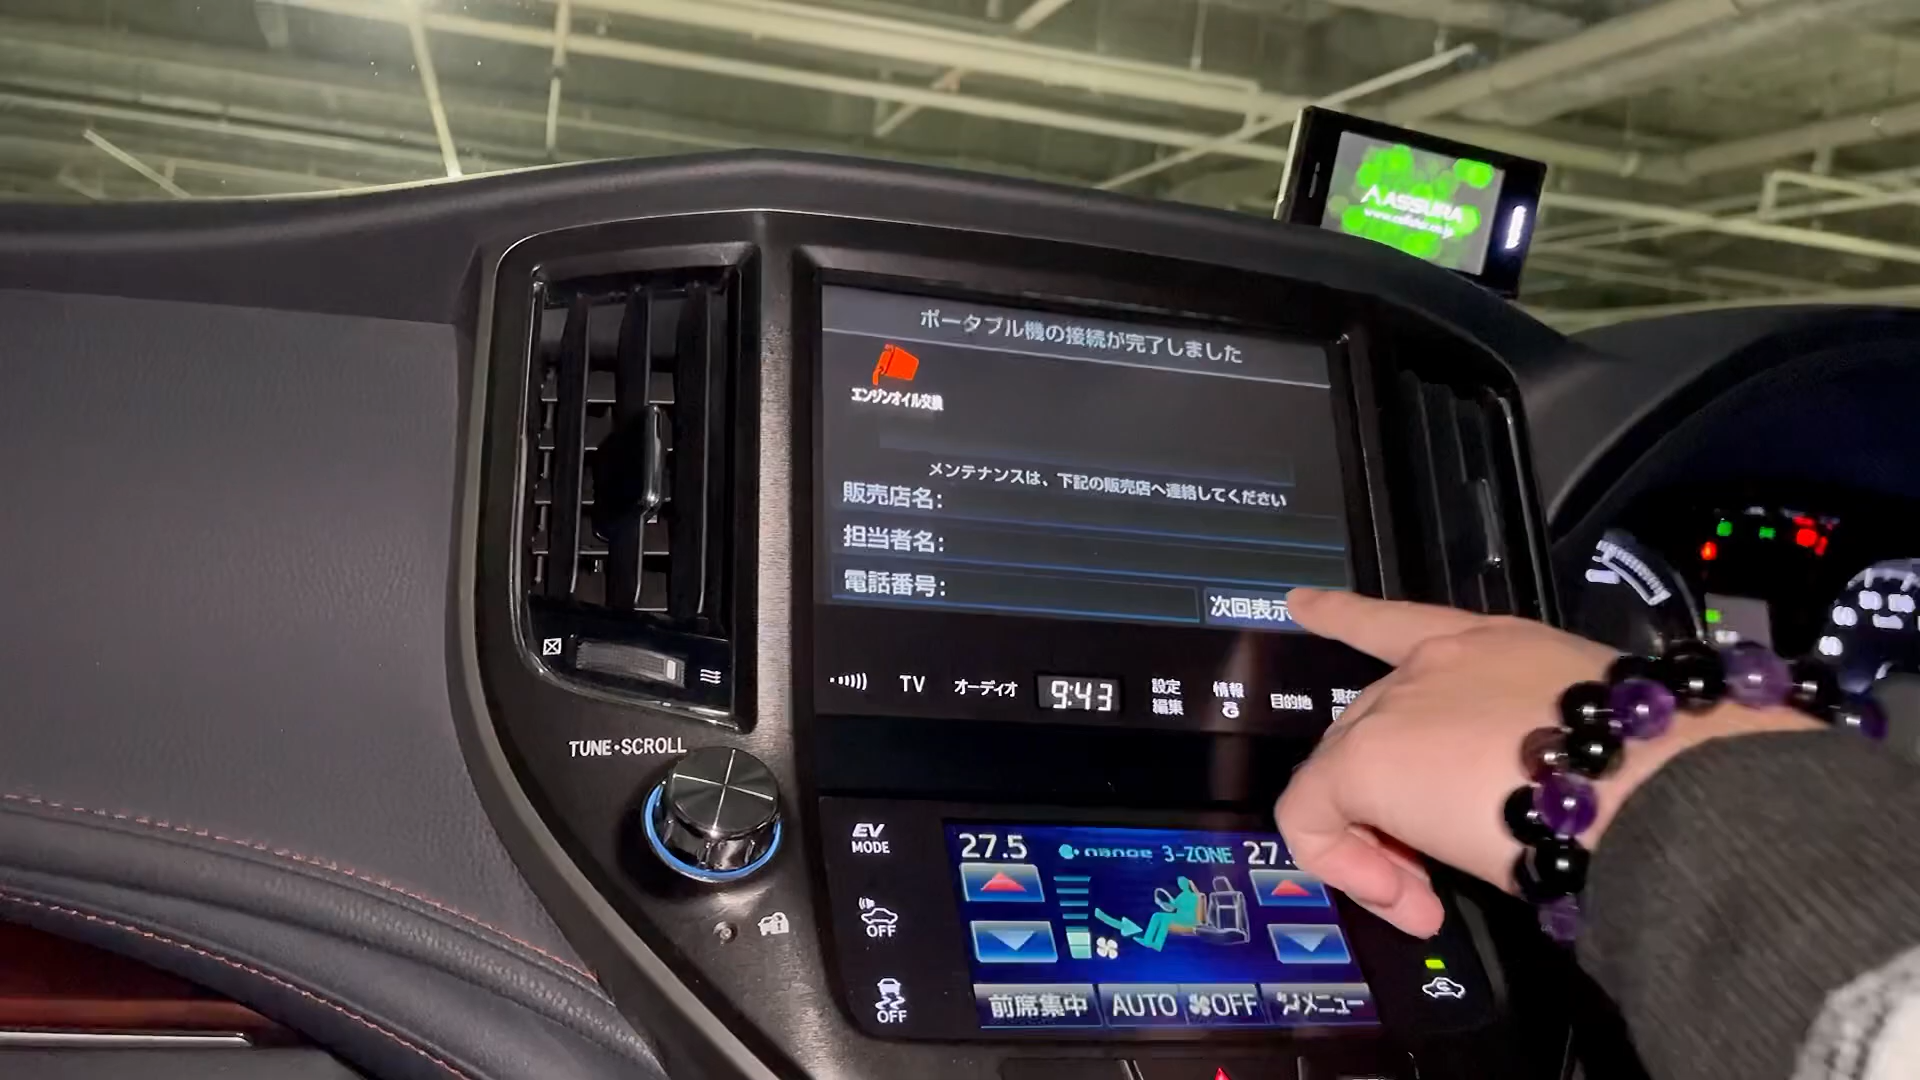 ASSURA
ポータブル機の接続が完了しました
エンジンオイル交換
メンテナンスは、下記の販売店へ連絡してください
販売店名:
担当者名:
電話番号:
次回表示
TV
オーディオ
9:43
設定
編集
情報
G
目的地
現在
TUNE・SCROLL
EV
MODE
27.5
nanoe 3-ZONE
27.
OFF
OFF
前席集中
AUTO
OFF
メニュー